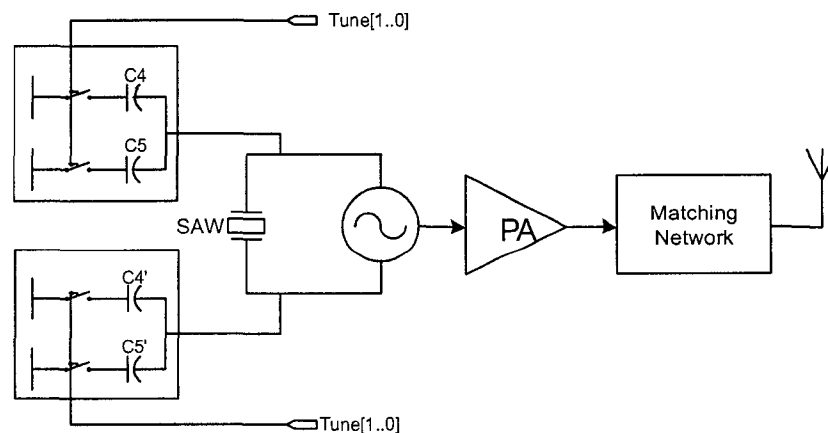 Tune[1..0]
C4
C5
SAW
PA
Matching
Network
C4'
C5'
Tune[1..0]